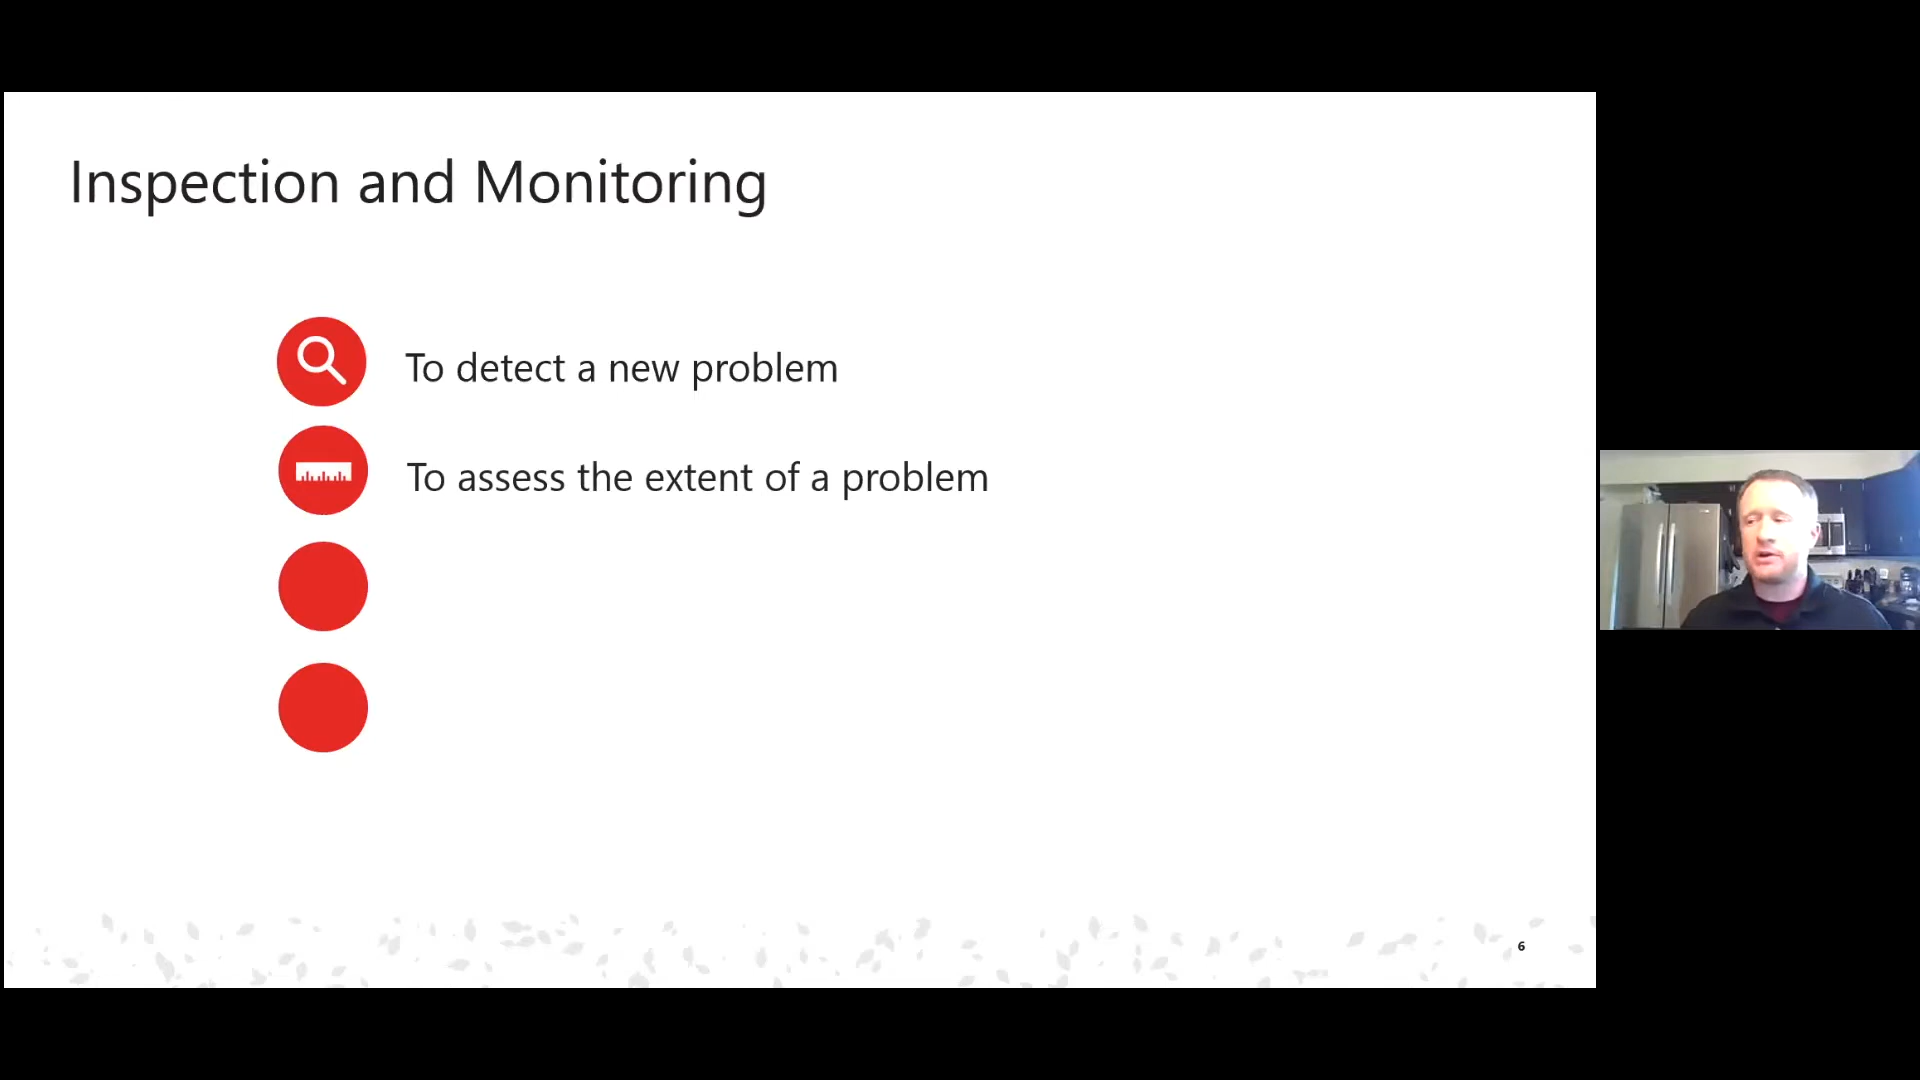 Inspection and Monitoring
To detect a new problem
To assess the extent of a problem
6